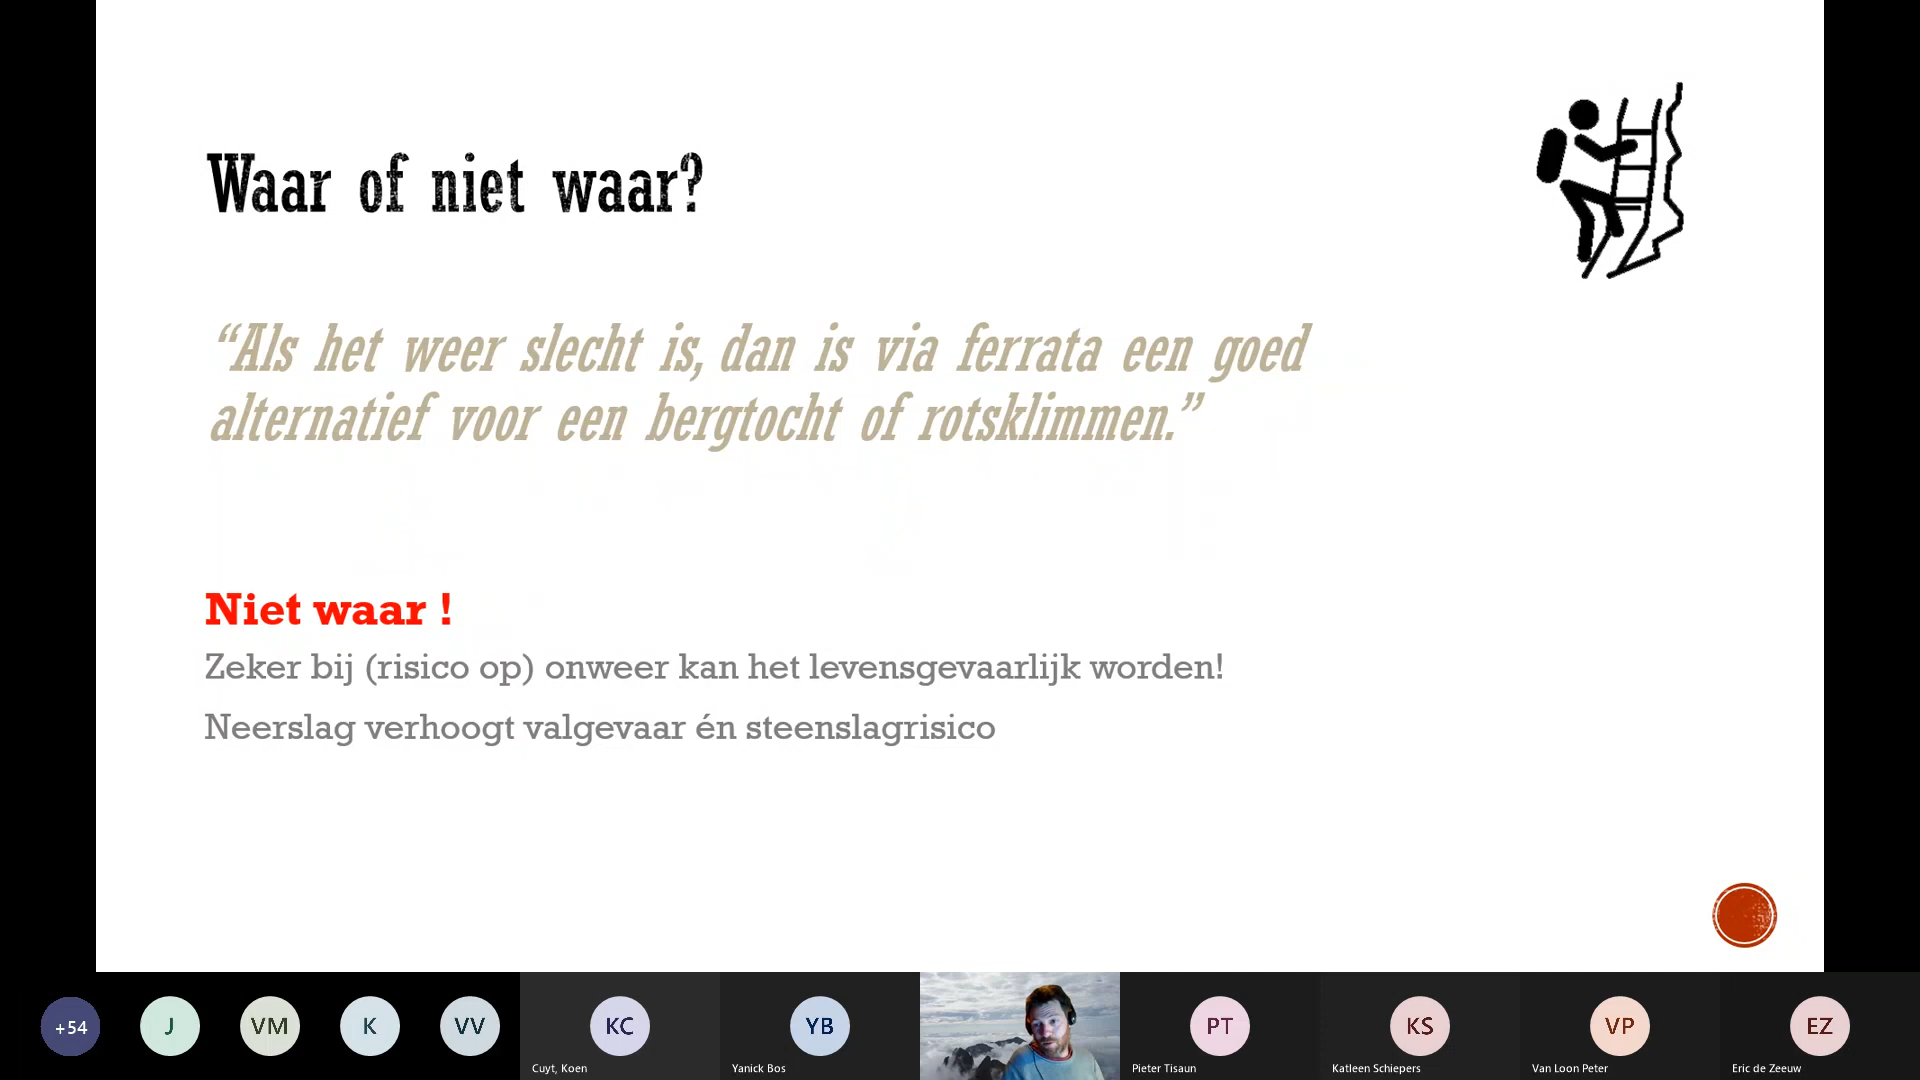 Waar of niet waar?
“Als het weer slecht is, dan is via ferrata een goed
alternatief voor een bergtocht of rotsklimmen.”
Niet waar !
Zeker bij (risico op) onweer kan het levensgevaarlijk worden!
Neerslag verhoogt valgevaar én steenslagrisico
+54
J
VM
K
VV
KC
YB
PT
KS
VP
EZ
Cuyt, Koen
Yanick Bos
Pieter Tisaun
Katleen Schiepers
Van Loon Peter
Eric de Zeeuw